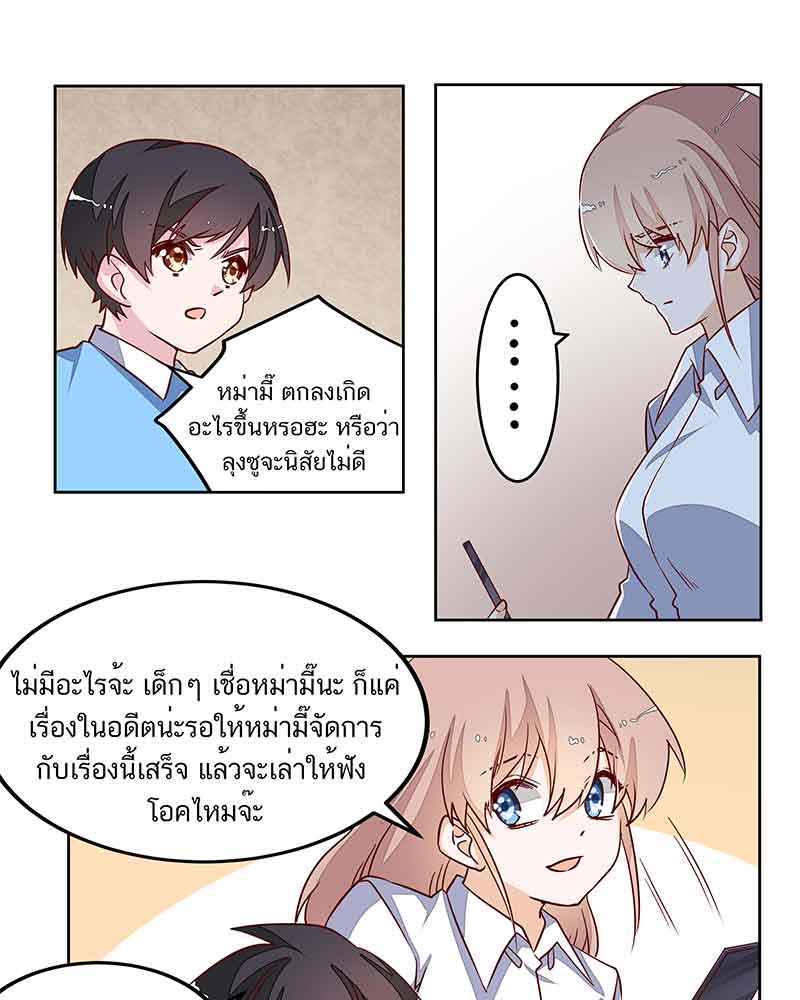 หม่ามี๊ ตกลงเกิด
อะไรขึ้นหรอฮะ หรือว่า
ลุงซูจะนิสัยไม่ดี
......
ไม่มีอะไรจ้ะ เด็กๆ เชื่อหม่ามี๊นะ ก็แค่
เรื่องในอดีตน่ะรอให้หม่ามี๊จัดการ
กับเรื่องนี้เสร็จ แล้วจะเล่าให้ฟัง
โอคไหมจ๊ะ